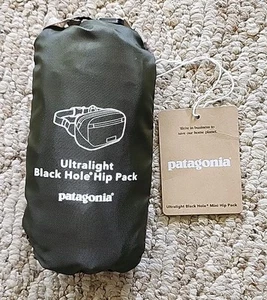 Ultralight
Black Hole® Hip Pack
patagonia®
We're in business to
save our home planet.
patagonia
Ultralight Black Hole® Mini Hip Pack